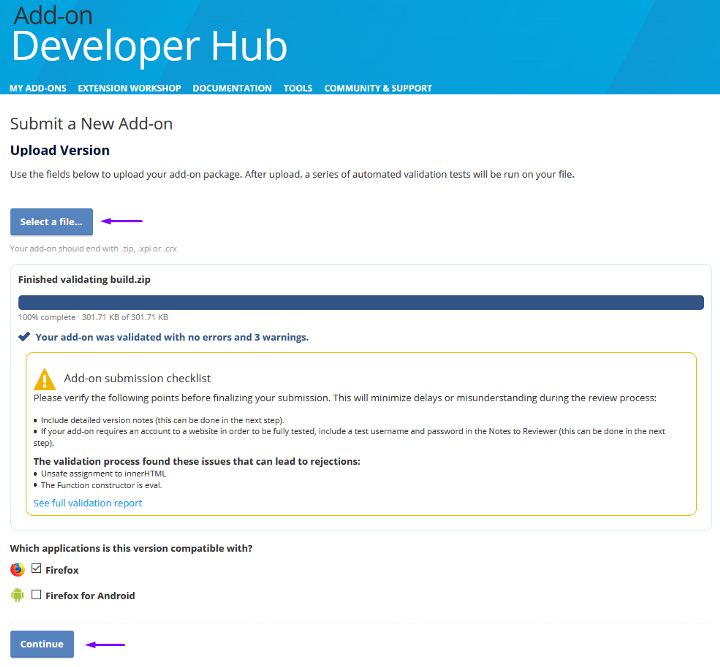 Add-on
Developer Hub
MY ADD-ONS EXTENSION WORKSHOP DOCUMENTATION TOOLS COMMUNITY & SUPPORT
Submit a New Add-on
Upload Version
Use the fields below to upload your add-on package. After upload, a series of automated validation tests will be run on your file.
Select a file...
Your add-on should end with .zip, .xpi or .crx
Finished validating build.zip
100% complete · 301.71 KB of 301.71 KB
Your add-on was validated with no errors and 3 warnings.
Add-on submission checklist
Please verify the following points before finalizing your submission. This will minimize delays or misunderstanding during the review process:
• Include detailed version notes (this can be done in the next step).
• If your add-on requires an account to a website in order to be fully tested, include a test username and password in the Notes to Reviewer (this can be done in the next
step).
The validation process found these issues that can lead to rejections:
• Unsafe assignment to innerHTML
• The Function constructor is eval.
See full validation report
Which applications is this version compatible with?
Firefox
Firefox for Android
Continue